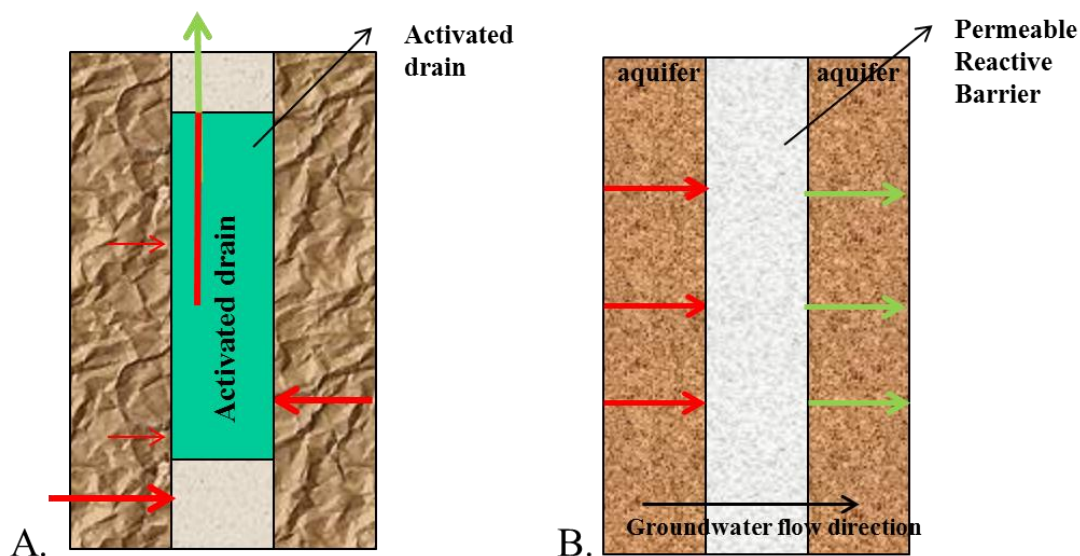 Activated
drain
Activated drain
A.
Permeable
Reactive
Barrier
aquifer
aquifer
Groundwater flow direction
B.